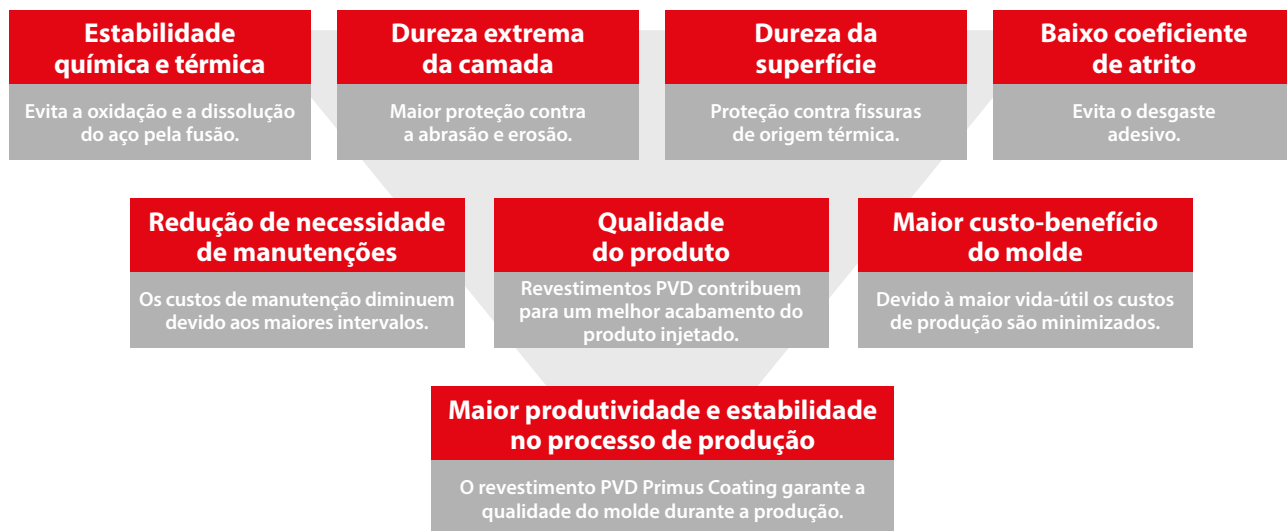 Estabilidade
química e térmica
Evita a oxidação e a dissolução
do aço pela fusão.
Dureza extrema
da camada
Maior proteção contra
a abrasão e erosão.
Dureza da
superfície
Proteção contra fissuras
de origem térmica.
Baixo coeficiente
de atrito
Evita o desgaste
adesivo.
Redução de necessidade
de manutenções
Os custos de manutenção diminuem
devido aos maiores intervalos.
Qualidade
do produto
Revestimentos PVD contribuem
para um melhor acabamento do
produto injetado.
Maior custo-benefício
do molde
Devido à maior vida-útil os custos
de produção são minimizados.
Maior produtividade e estabilidade
no processo de produção
O revestimento PVD Primus Coating garante a
qualidade do molde durante a produção.